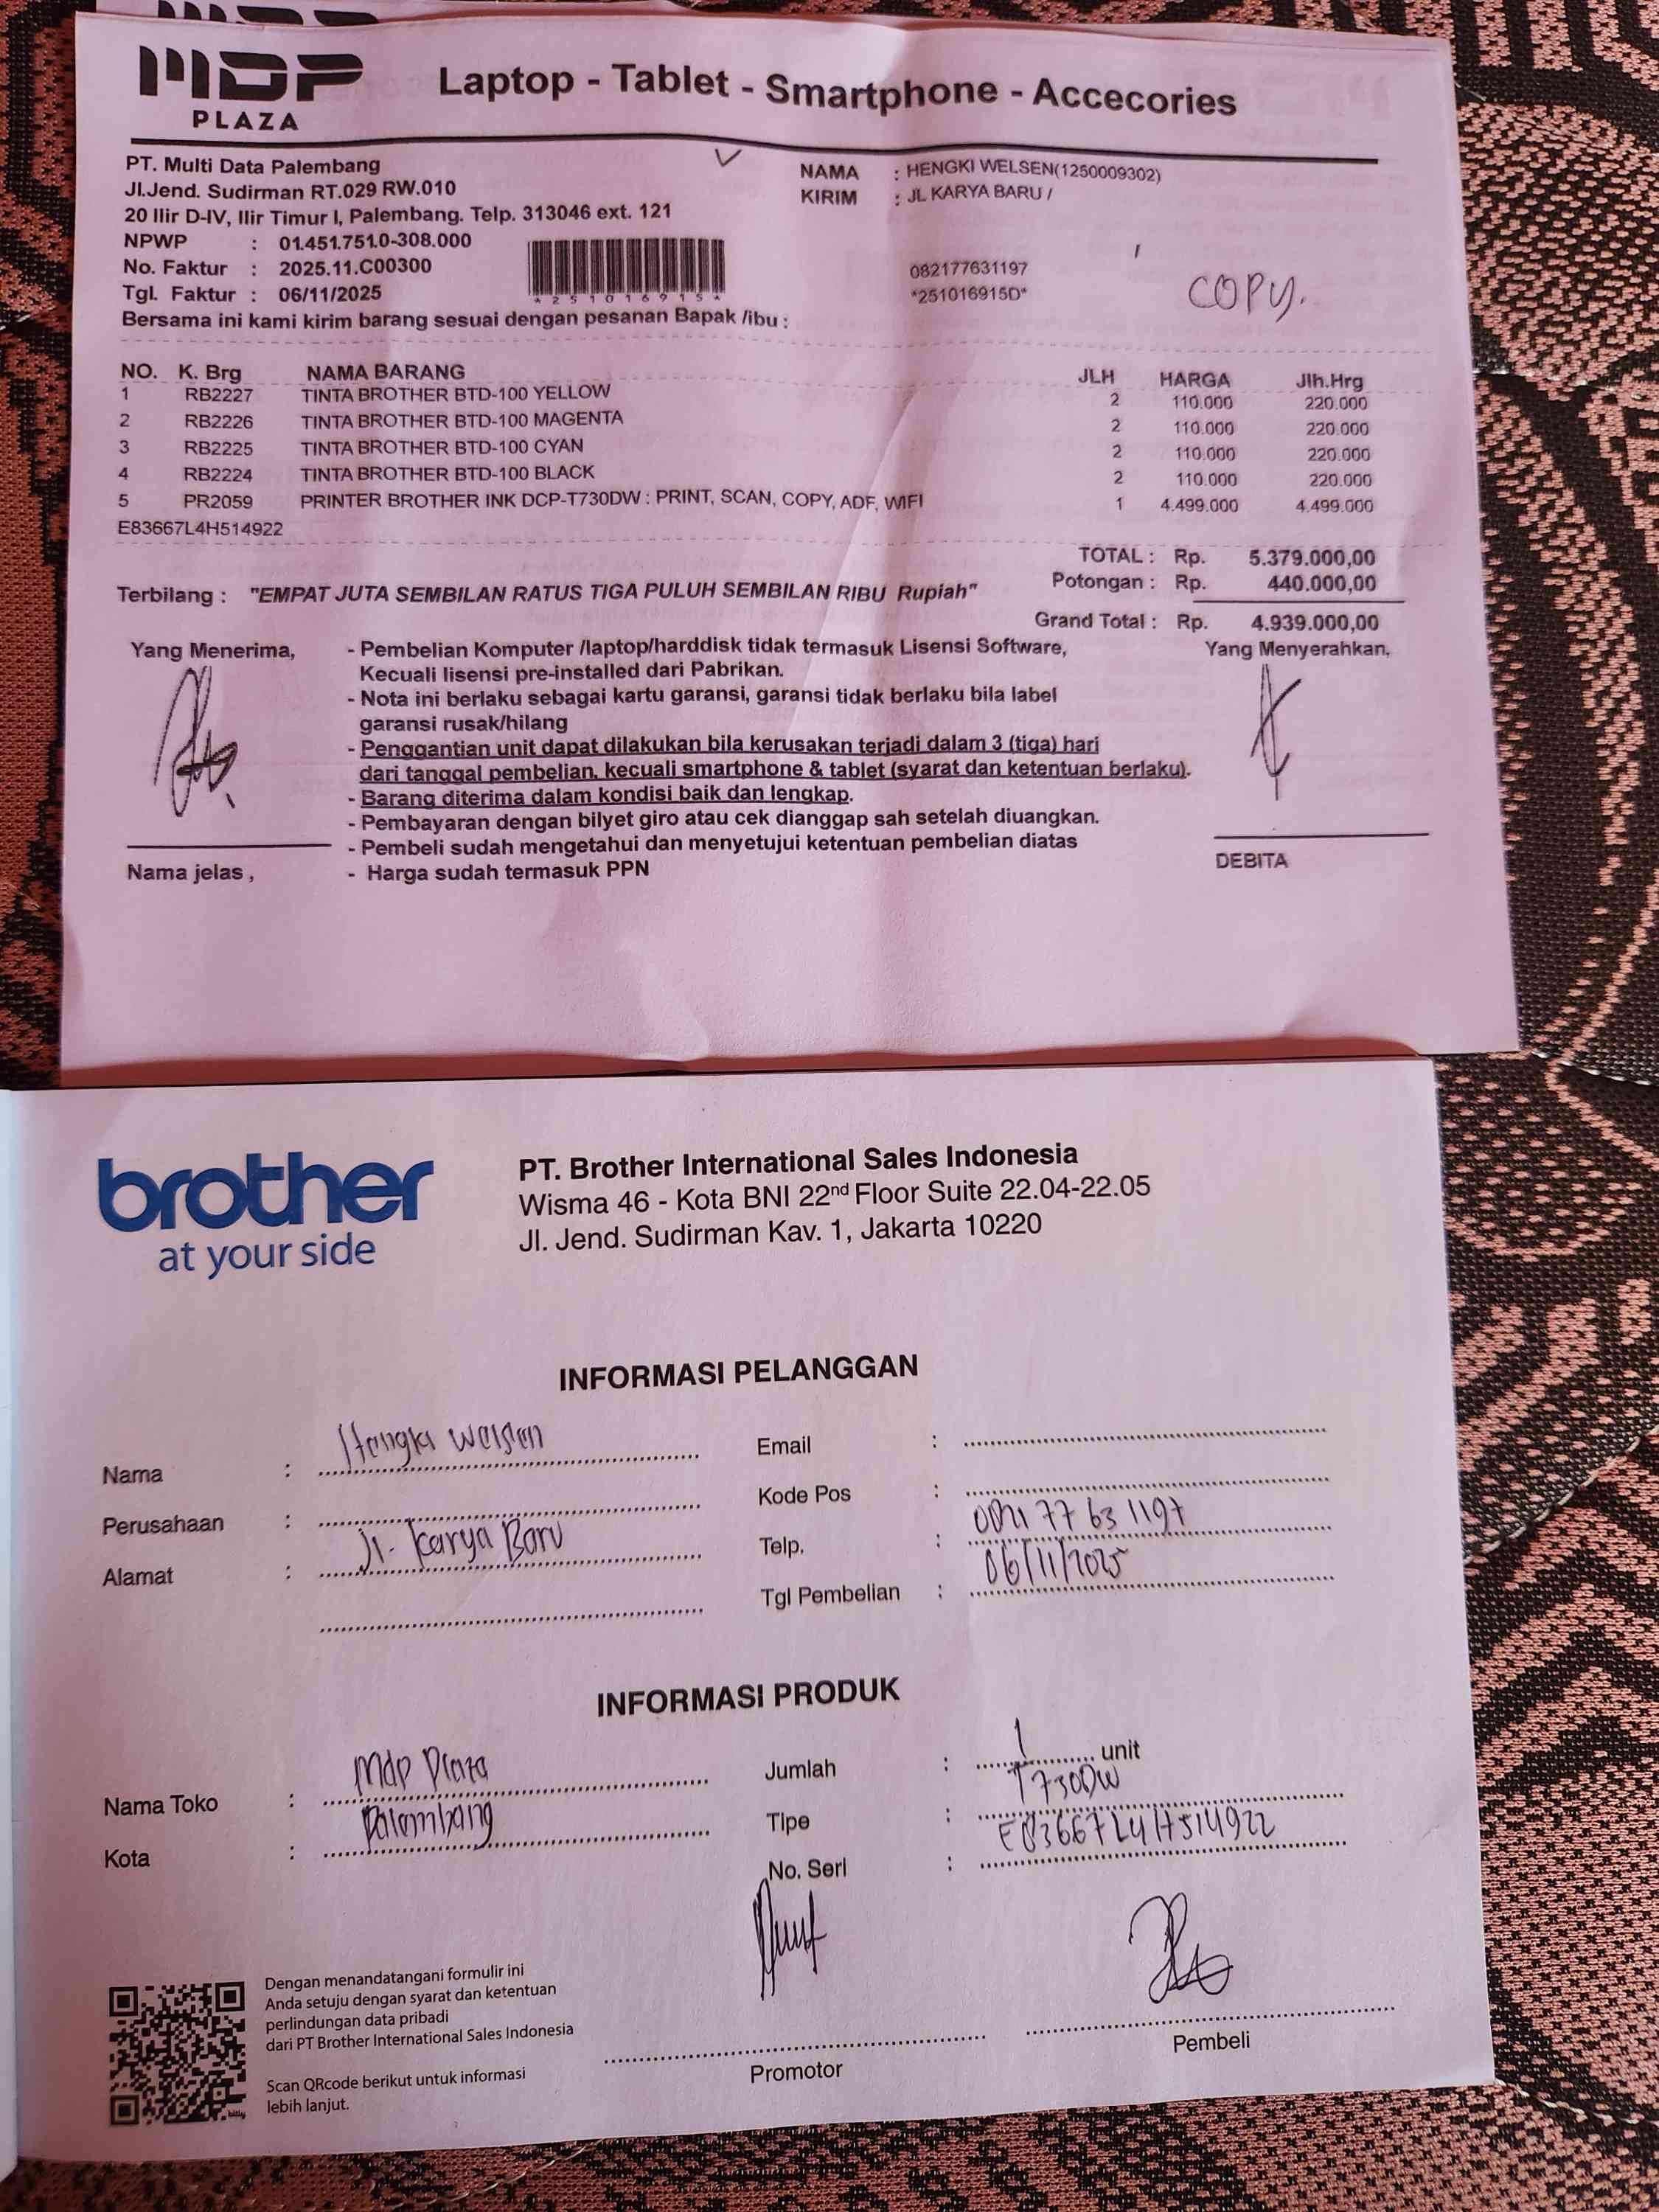 MDP
PLAZA
Laptop - Tablet - Smartphone - Accecories
PT. Multi Data Palembang
Jl.Jend. Sudirman RT.029 RW.010
20 Ilir D-IV, Ilir Timur I, Palembang. Telp. 313046 ext. 121
NPWP : 01.451.751.0-308.000
No. Faktur : 2025.11.C00300
Tgl. Faktur : 06/11/2025
*251016915*
NAMA : HENGKI WELSEN(1250009302)
KIRIM : JL KARYA BARU /
/
082177631197
*251016915D*
COPY.
Bersama ini kami kirim barang sesuai dengan pesanan Bapak /ibu :
NO. K. Brg NAMA BARANG JLH HARGA Jlh.Hrg
1 RB2227 TINTA BROTHER BTD-100 YELLOW 2 110.000 220.000
2 RB2226 TINTA BROTHER BTD-100 MAGENTA 2 110.000 220.000
3 RB2225 TINTA BROTHER BTD-100 CYAN 2 110.000 220.000
4 RB2224 TINTA BROTHER BTD-100 BLACK 2 110.000 220.000
5 PR2059 PRINTER BROTHER INK DCP-T730DW : PRINT, SCAN, COPY, ADF, WIFI 1 4.499.000 4.499.000
E83667L4H514922
TOTAL : Rp. 5.379.000,00
Potongan : Rp. 440.000,00
Terbilang : "EMPAT JUTA SEMBILAN RATUS TIGA PULUH SEMBILAN RIBU Rupiah"
Grand Total : Rp. 4.939.000,00
Yang Menerima,
- Pembelian Komputer /laptop/harddisk tidak termasuk Lisensi Software,
Kecuali lisensi pre-installed dari Pabrikan.
- Nota ini berlaku sebagai kartu garansi, garansi tidak berlaku bila label
garansi rusak/hilang
- Penggantian unit dapat dilakukan bila kerusakan terjadi dalam 3 (tiga) hari
dari tanggal pembelian, kecuali smartphone & tablet (syarat dan ketentuan berlaku).
- Barang diterima dalam kondisi baik dan lengkap.
- Pembayaran dengan bilyet giro atau cek dianggap sah setelah diuangkan.
- Pembeli sudah mengetahui dan menyetujui ketentuan pembelian diatas
- Harga sudah termasuk PPN
Nama jelas ,
Yang Menyerahkan,
DEBITA
brother
at your side
PT. Brother International Sales Indonesia
Wisma 46 - Kota BNI 22nd Floor Suite 22.04-22.05
Jl. Jend. Sudirman Kav. 1, Jakarta 10220
INFORMASI PELANGGAN
Nama : Hengki Welsen
Perusahaan :
Alamat : Jl. Karya Baru
Email :
Kode Pos :
Telp. : 082177631197
Tgl Pembelian : 06/11/2025
INFORMASI PRODUK
Nama Toko : Mdp Plaza
Kota : Palembang
Jumlah : 1 unit
Tipe : T730DW
No. Seri : E83667L4H514922
Dengan menandatangani formulir ini
Anda setuju dengan syarat dan ketentuan
perlindungan data pribadi
dari PT Brother International Sales Indonesia
Scan QRcode berikut untuk informasi
lebih lanjut.
bitly
Promotor
Pembeli